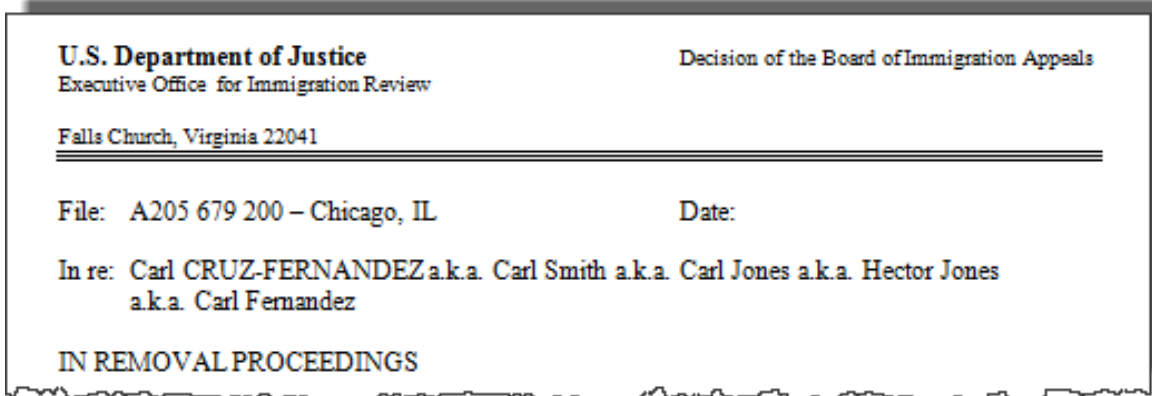 U.S. Department of Justice Decision of the Board of Immigration Appeals
Executive Office for Immigration Review
Falls Church, Virginia 22041
File: A205 679 200 – Chicago, IL Date:
In re: Carl CRUZ-FERNANDEZ a.k.a. Carl Smith a.k.a. Carl Jones a.k.a. Hector Jones
a.k.a. Carl Fernandez
IN REMOVAL PROCEEDINGS